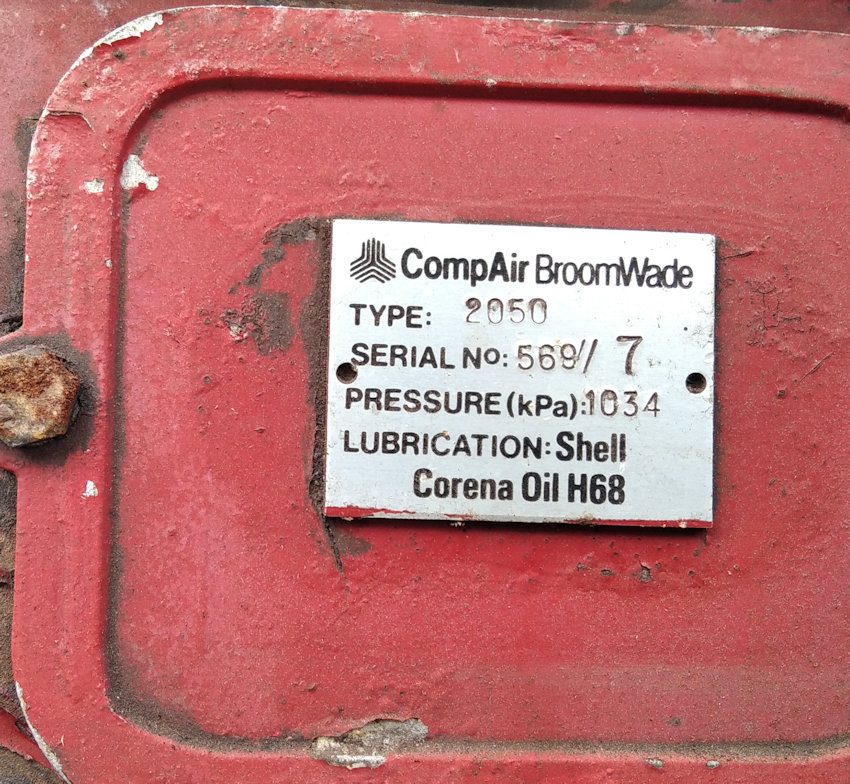 CompAir BroomWade
TYPE: 2050
SERIAL No: 569// 7
PRESSURE (kPa): 1034
LUBRICATION: Shell
Corena Oil H68